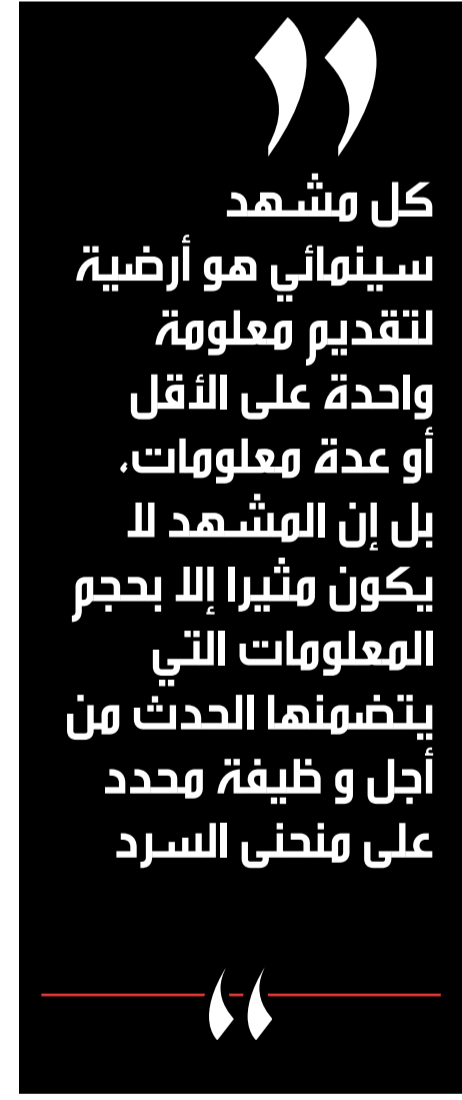 كل مشهد
سينمائي هو أرضية
لتقديم معلومة
واحدة على الأقل
أو عدة معلومات،
بل إن المشهد لا
يكون مثيرا إلا بحجم
المعلومات التي
يتضمنها الحدث من
أجل و ظيفة محدد
على منحنى السرد